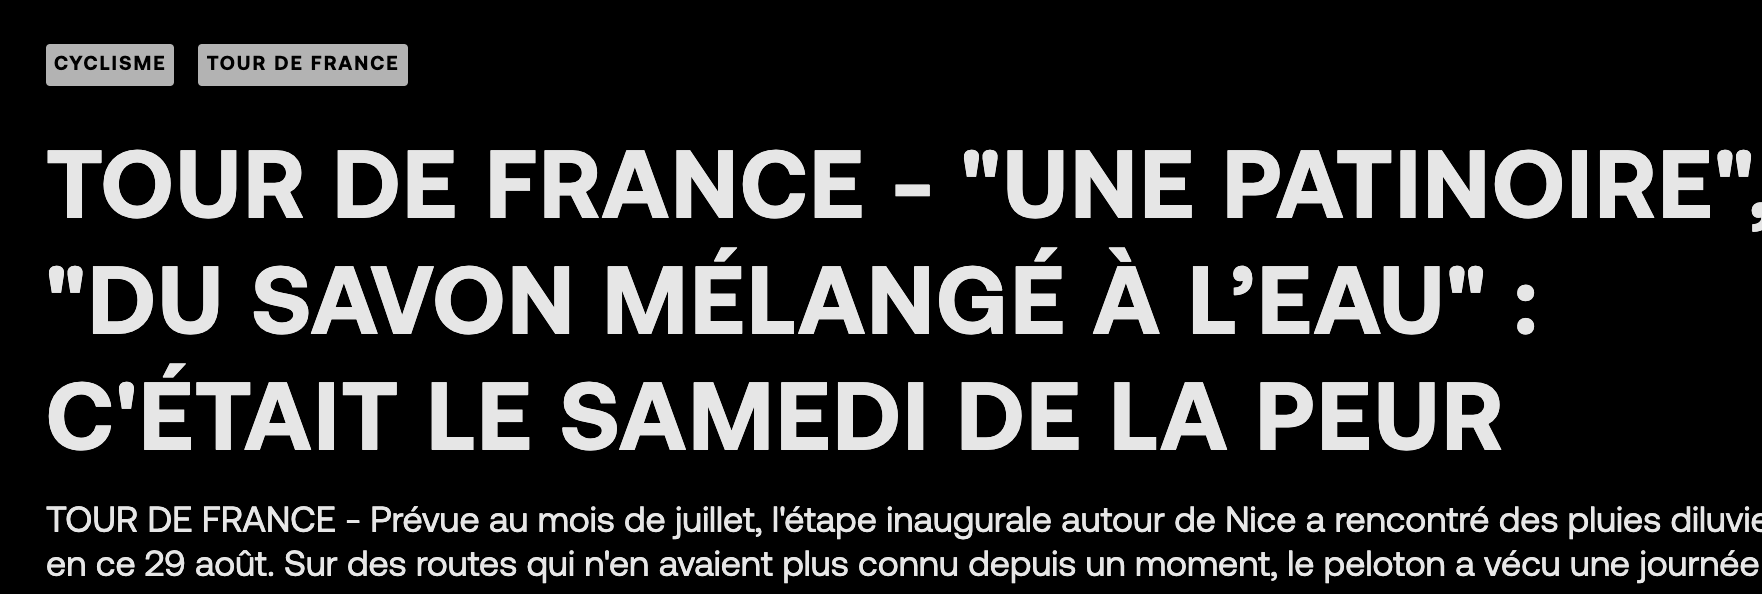 CYCLISME TOUR DE FRANCE
TOUR DE FRANCE - "UNE PATINOIRE",
"DU SAVON MÉLANGÉ À L’EAU" :
C'ÉTAIT LE SAMEDI DE LA PEUR
TOUR DE FRANCE - Prévue au mois de juillet, l'étape inaugurale autour de Nice a rencontré des pluies
en ce 29 août. Sur des routes qui n'en avaient plus connu depuis un moment, le peloton a vécu une journée